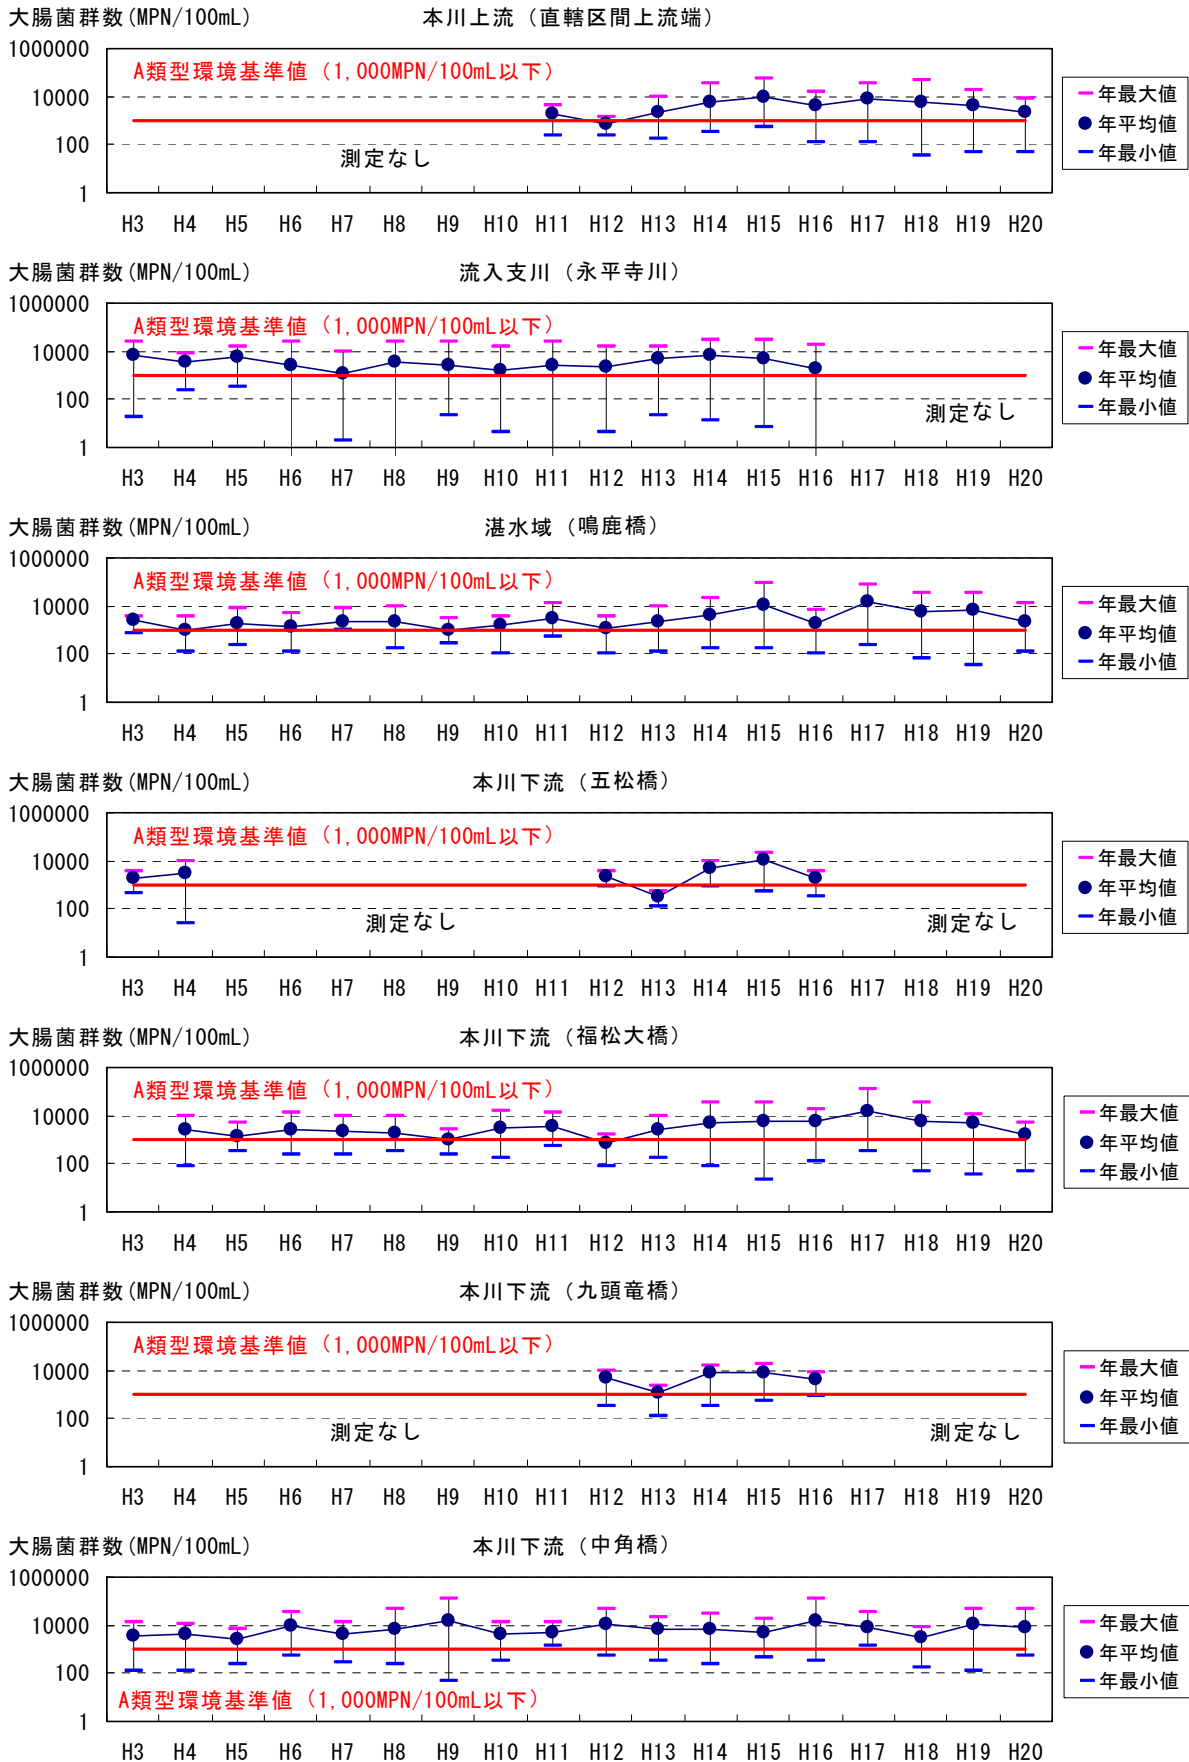 大腸菌群数(MPN/100mL) 本川上流（直轄区間上流端）
1000000
A類型環境基準値（1,000MPN/100mL以下）
10000
100
1
測定なし
年最大値
年平均値
年最小値
H3 H4 H5 H6 H7 H8 H9 H10 H11 H12 H13 H14 H15 H16 H17 H18 H19 H20
大腸菌群数(MPN/100mL) 流入支川（永平寺川）
1000000
A類型環境基準値（1,000MPN/100mL以下）
10000
100
1
測定なし
年最大値
年平均値
年最小値
H3 H4 H5 H6 H7 H8 H9 H10 H11 H12 H13 H14 H15 H16 H17 H18 H19 H20
大腸菌群数(MPN/100mL) 湛水域（鳴鹿橋）
1000000
A類型環境基準値（1,000MPN/100mL以下）
10000
100
1
年最大値
年平均値
年最小値
H3 H4 H5 H6 H7 H8 H9 H10 H11 H12 H13 H14 H15 H16 H17 H18 H19 H20
大腸菌群数(MPN/100mL) 本川下流（五松橋）
1000000
A類型環境基準値（1,000MPN/100mL以下）
10000
100
1
測定なし 測定なし
年最大値
年平均値
年最小値
H3 H4 H5 H6 H7 H8 H9 H10 H11 H12 H13 H14 H15 H16 H17 H18 H19 H20
大腸菌群数(MPN/100mL) 本川下流（福松大橋）
1000000
A類型環境基準値（1,000MPN/100mL以下）
10000
100
1
年最大値
年平均値
年最小値
H3 H4 H5 H6 H7 H8 H9 H10 H11 H12 H13 H14 H15 H16 H17 H18 H19 H20
大腸菌群数(MPN/100mL) 本川下流（九頭竜橋）
1000000
A類型環境基準値（1,000MPN/100mL以下）
10000
100
1
測定なし 測定なし
年最大値
年平均値
年最小値
H3 H4 H5 H6 H7 H8 H9 H10 H11 H12 H13 H14 H15 H16 H17 H18 H19 H20
大腸菌群数(MPN/100mL) 本川下流（中角橋）
1000000
10000
100
A類型環境基準値（1,000MPN/100mL以下）
1
年最大値
年平均値
年最小値
H3 H4 H5 H6 H7 H8 H9 H10 H11 H12 H13 H14 H15 H16 H17 H18 H19 H20